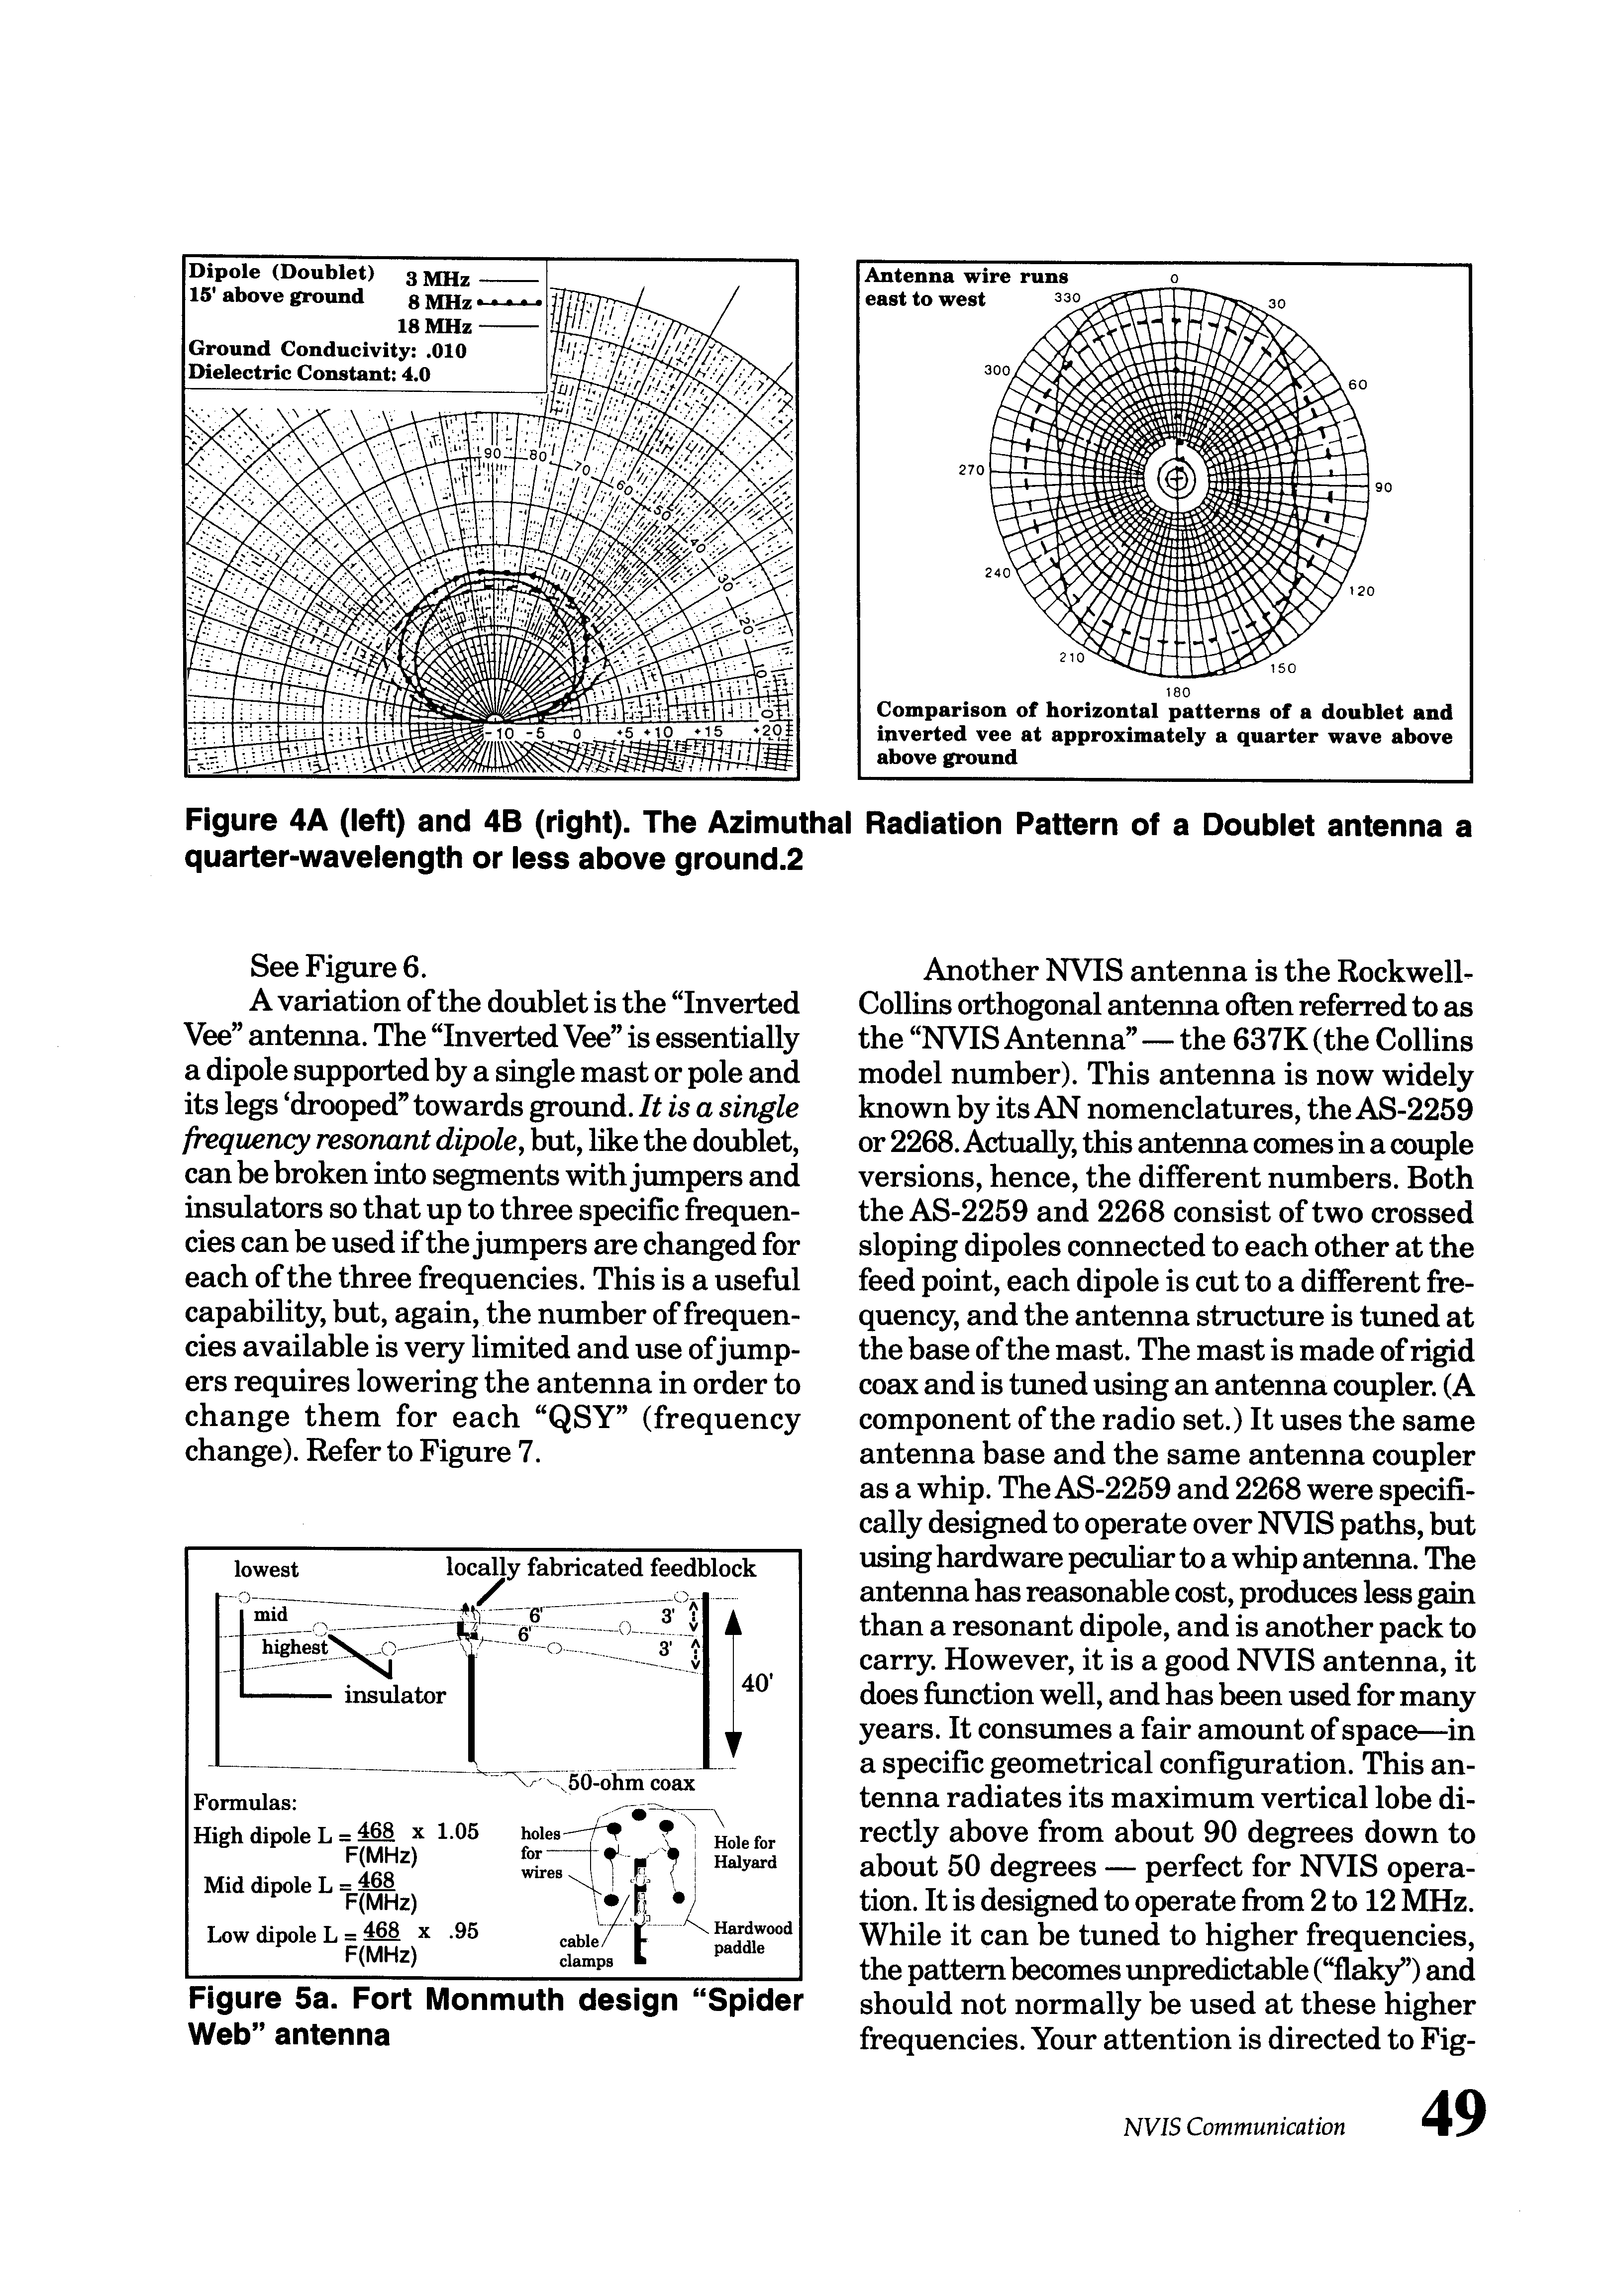 Dipole (Doublet)
15' above ground
3 MHz
8 MHz
18 MHz
Ground Conducivity: .010
Dielectric Constant: 4.0
90
80
70
60
50
40
30
20
10
0
-10 -5 0 +5 +10 +15 +20
Antenna wire runs
east to west
0
330
30
300
60
270
90
240
120
210
150
180
Comparison of horizontal patterns of a doublet and
inverted vee at approximately a quarter wave above
above ground
Figure 4A (left) and 4B (right). The Azimuthal Radiation Pattern of a Doublet antenna a
quarter-wavelength or less above ground.2
See Figure 6.
A variation of the doublet is the “Inverted
Vee” antenna. The “Inverted Vee” is essentially
a dipole supported by a single mast or pole and
its legs ‘drooped” towards ground. It is a single
frequency resonant dipole, but, like the doublet,
can be broken into segments with jumpers and
insulators so that up to three specific frequen-
cies can be used if the jumpers are changed for
each of the three frequencies. This is a useful
capability, but, again, the number of frequen-
cies available is very limited and use of jump-
ers requires lowering the antenna in order to
change them for each “QSY” (frequency
change). Refer to Figure 7.
lowest
locally fabricated feedblock
mid
6'
3'
highest
6'
3'
insulator
40'
50-ohm coax
Formulas:
High dipole L = 468 x 1.05
F(MHz)
Mid dipole L = 468
F(MHz)
Low dipole L = 468 x .95
F(MHz)
holes
for
wires
Hole for
Halyard
cable
clamps
Hardwood
paddle
Figure 5a. Fort Monmuth design “Spider
Web” antenna
Another NVIS antenna is the Rockwell-
Collins orthogonal antenna often referred to as
the “NVIS Antenna” — the 637K (the Collins
model number). This antenna is now widely
known by its AN nomenclatures, the AS-2259
or 2268. Actually, this antenna comes in a couple
versions, hence, the different numbers. Both
the AS-2259 and 2268 consist of two crossed
sloping dipoles connected to each other at the
feed point, each dipole is cut to a different fre-
quency, and the antenna structure is tuned at
the base of the mast. The mast is made of rigid
coax and is tuned using an antenna coupler. (A
component of the radio set.) It uses the same
antenna base and the same antenna coupler
as a whip. The AS-2259 and 2268 were specifi-
cally designed to operate over NVIS paths, but
using hardware peculiar to a whip antenna. The
antenna has reasonable cost, produces less gain
than a resonant dipole, and is another pack to
carry. However, it is a good NVIS antenna, it
does function well, and has been used for many
years. It consumes a fair amount of space—in
a specific geometrical configuration. This an-
tenna radiates its maximum vertical lobe di-
rectly above from about 90 degrees down to
about 50 degrees — perfect for NVIS opera-
tion. It is designed to operate from 2 to 12 MHz.
While it can be tuned to higher frequencies,
the pattern becomes unpredictable (“flaky”) and
should not normally be used at these higher
frequencies. Your attention is directed to Fig-
NVIS Communication 49